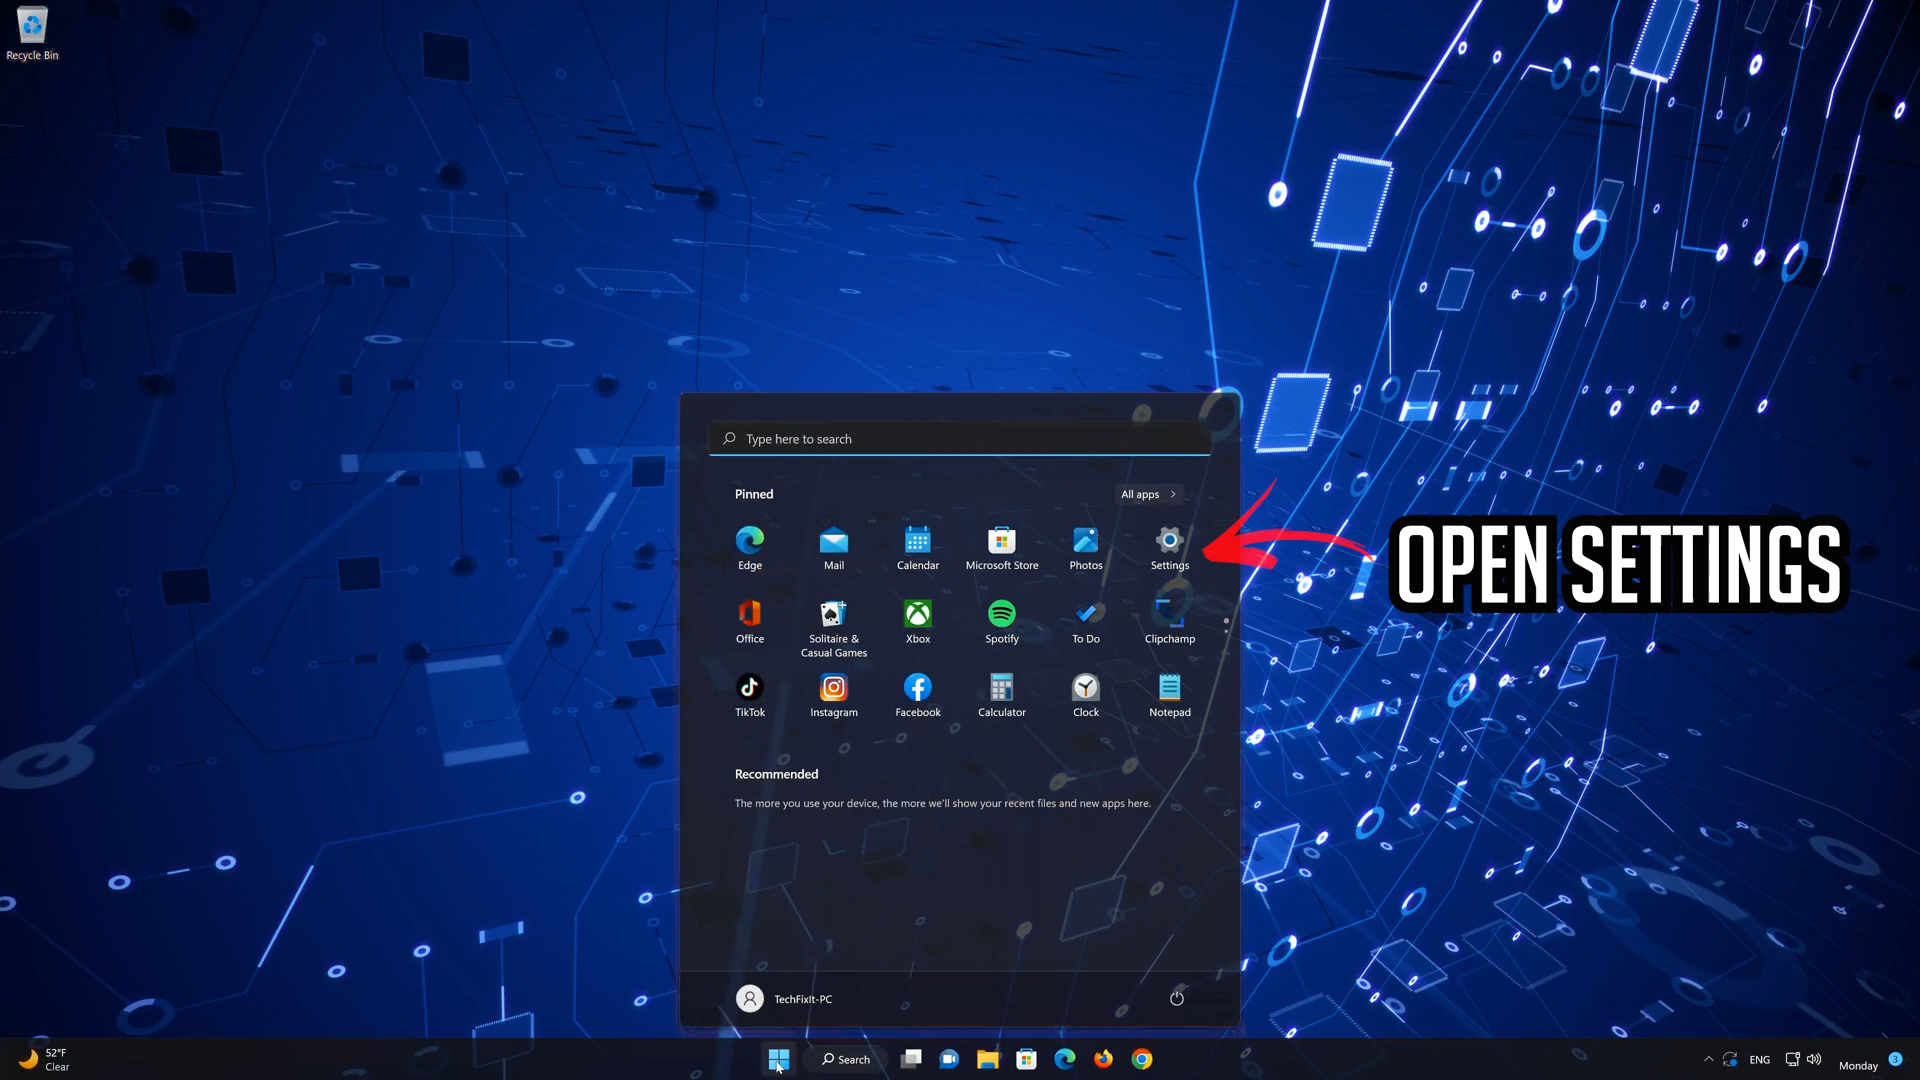 Recycle Bin
Type here to search
Pinned
All apps
Edge
Mail
Calendar
Microsoft Store
Photos
Settings
OPEN SETTINGS
Office
Solitaire &
Casual Games
Xbox
Spotify
To Do
Clipchamp
TikTok
Instagram
Facebook
Calculator
Clock
Notepad
Recommended
The more you use your device, the more we'll show your recent files and new apps here.
TechFixIt-PC
52°F
Clear
Search
ENG
Monday
3